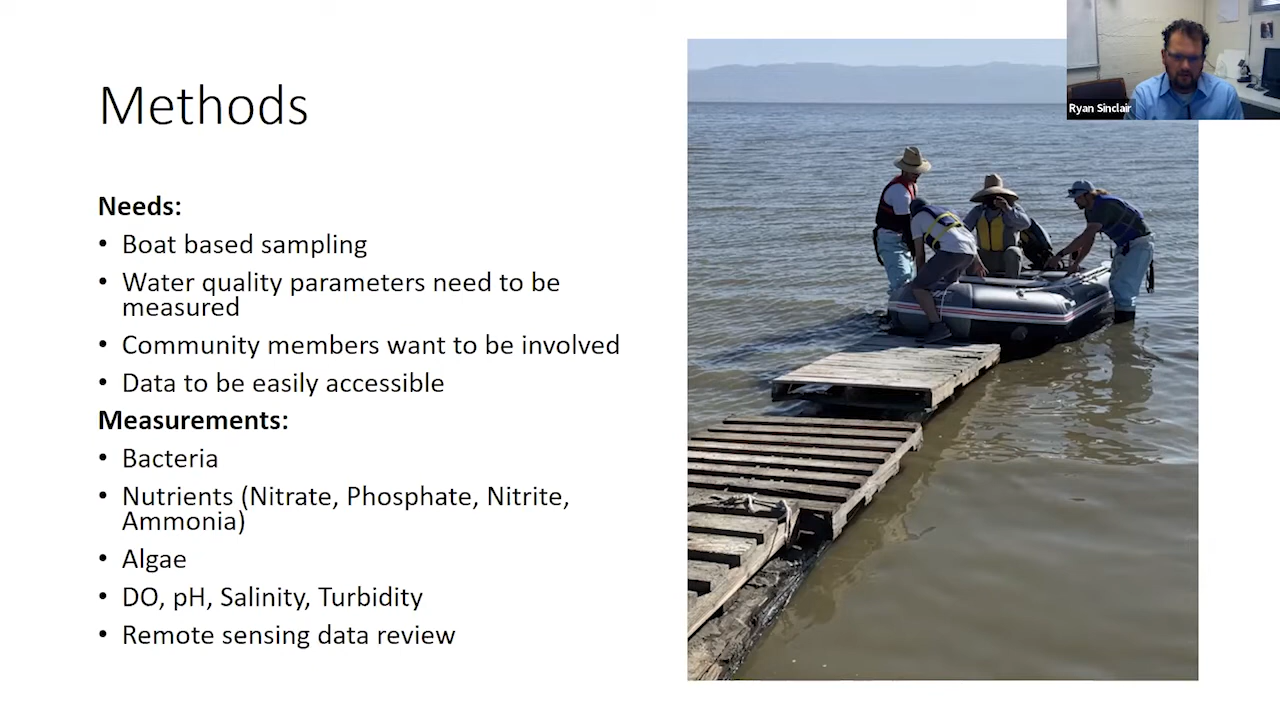 Methods
Needs:
• Boat based sampling
• Water quality parameters need to be
measured
• Community members want to be involved
• Data to be easily accessible
Measurements:
• Bacteria
• Nutrients (Nitrate, Phosphate, Nitrite,
Ammonia)
• Algae
• DO, pH, Salinity, Turbidity
• Remote sensing data review
Ryan Sinclair